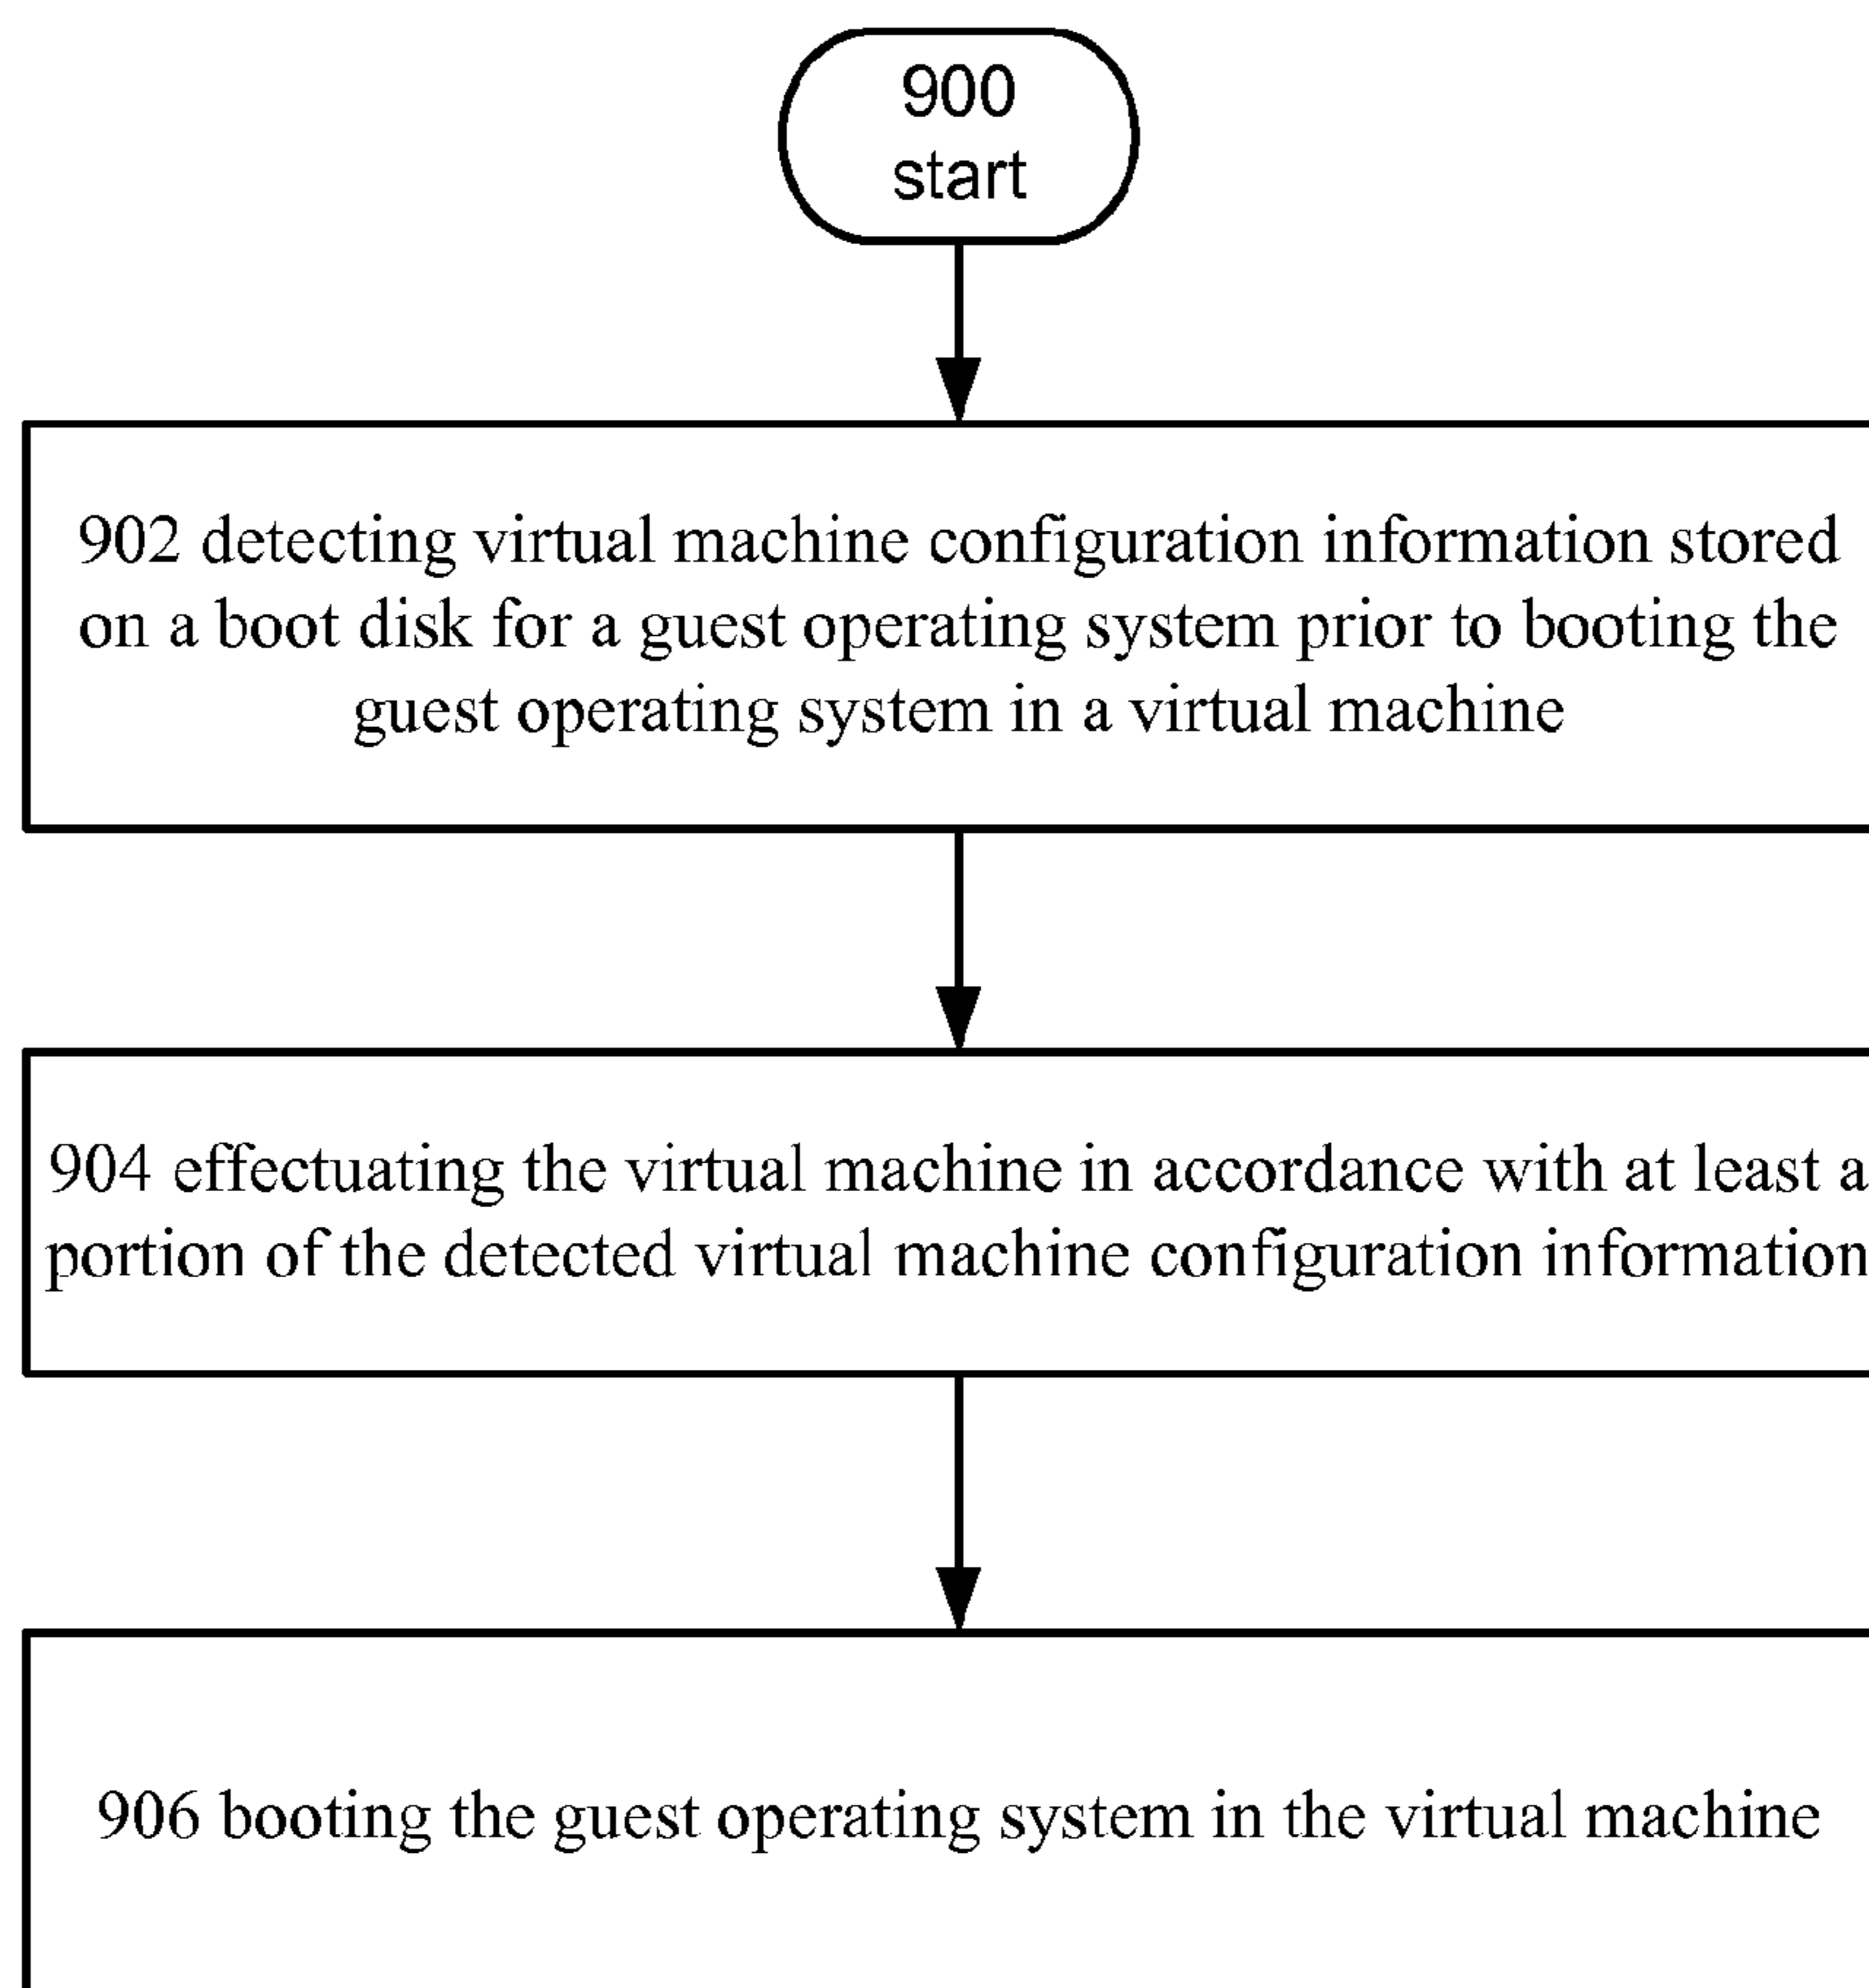 900
start
902 detecting virtual machine configuration information stored
on a boot disk for a guest operating system prior to booting the
guest operating system in a virtual machine
904 effectuating the virtual machine in accordance with at least a
portion of the detected virtual machine configuration information
906 booting the guest operating system in the virtual machine